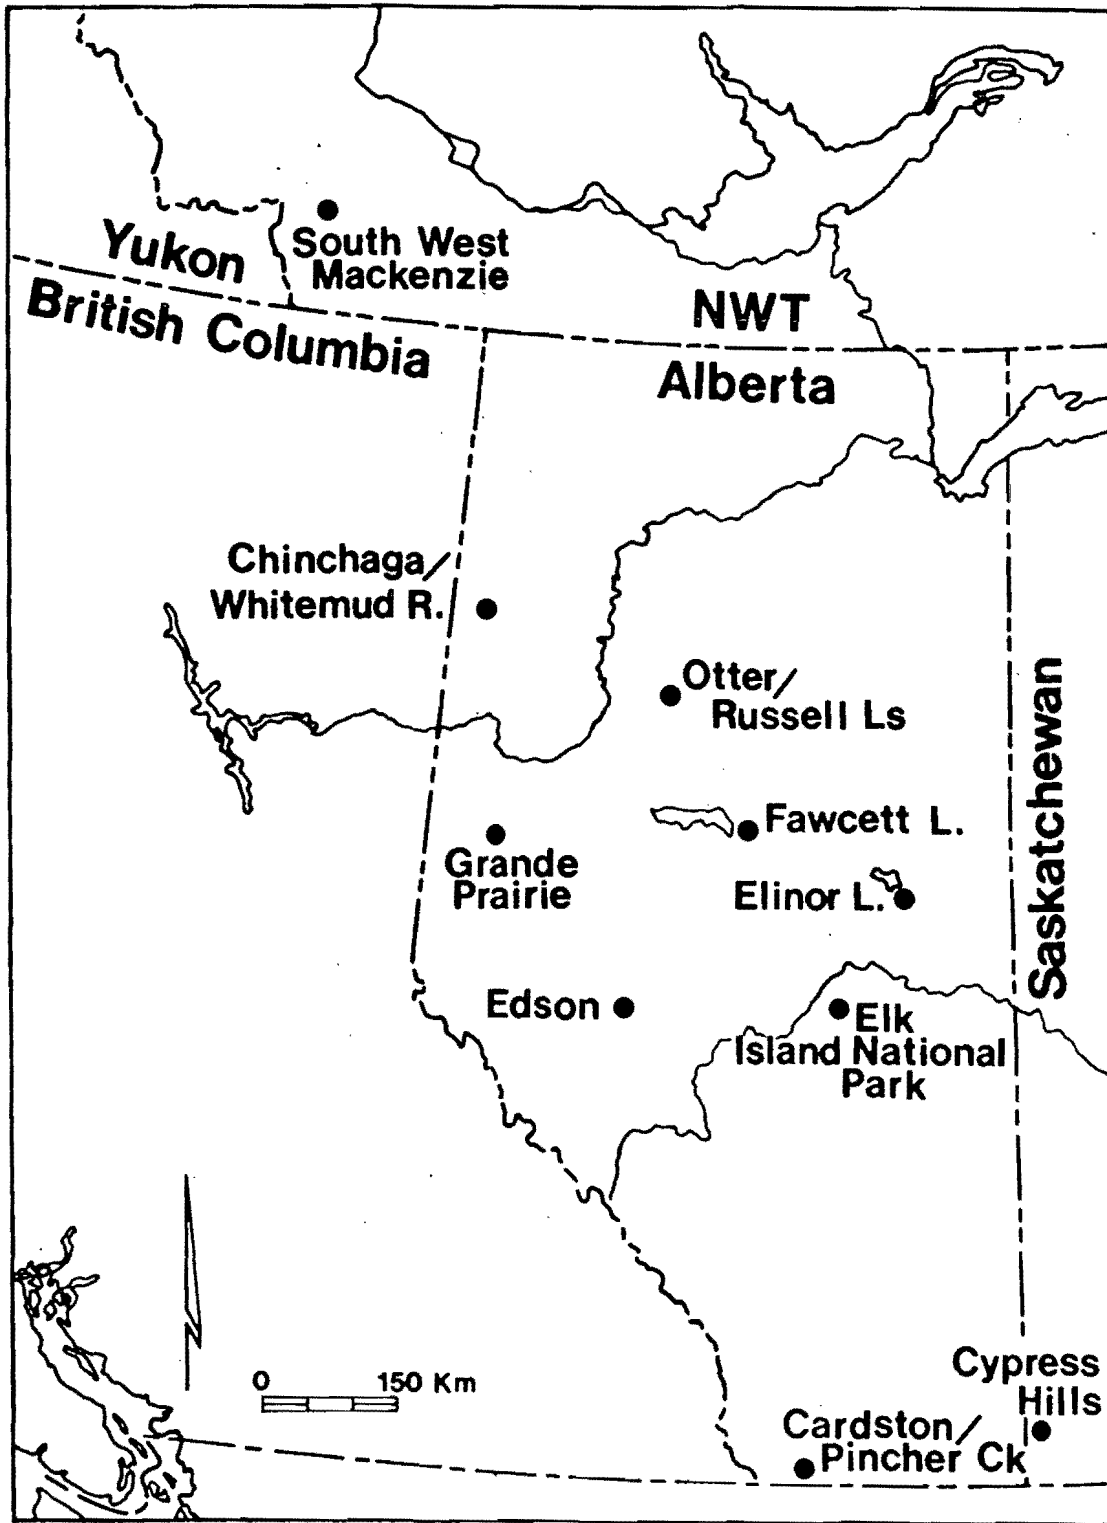 Yukon
South West
Mackenzie
British Columbia
NWT
Alberta
Chinchaga/
Whitemud R.
Otter/
Russell Ls
Saskatchewan
Fawcett L.
Grande
Prairie
Elinor L.
Edson
Elk
Island National
Park
0 150 Km
Cypress
Hills
Cardston/
Pincher Ck